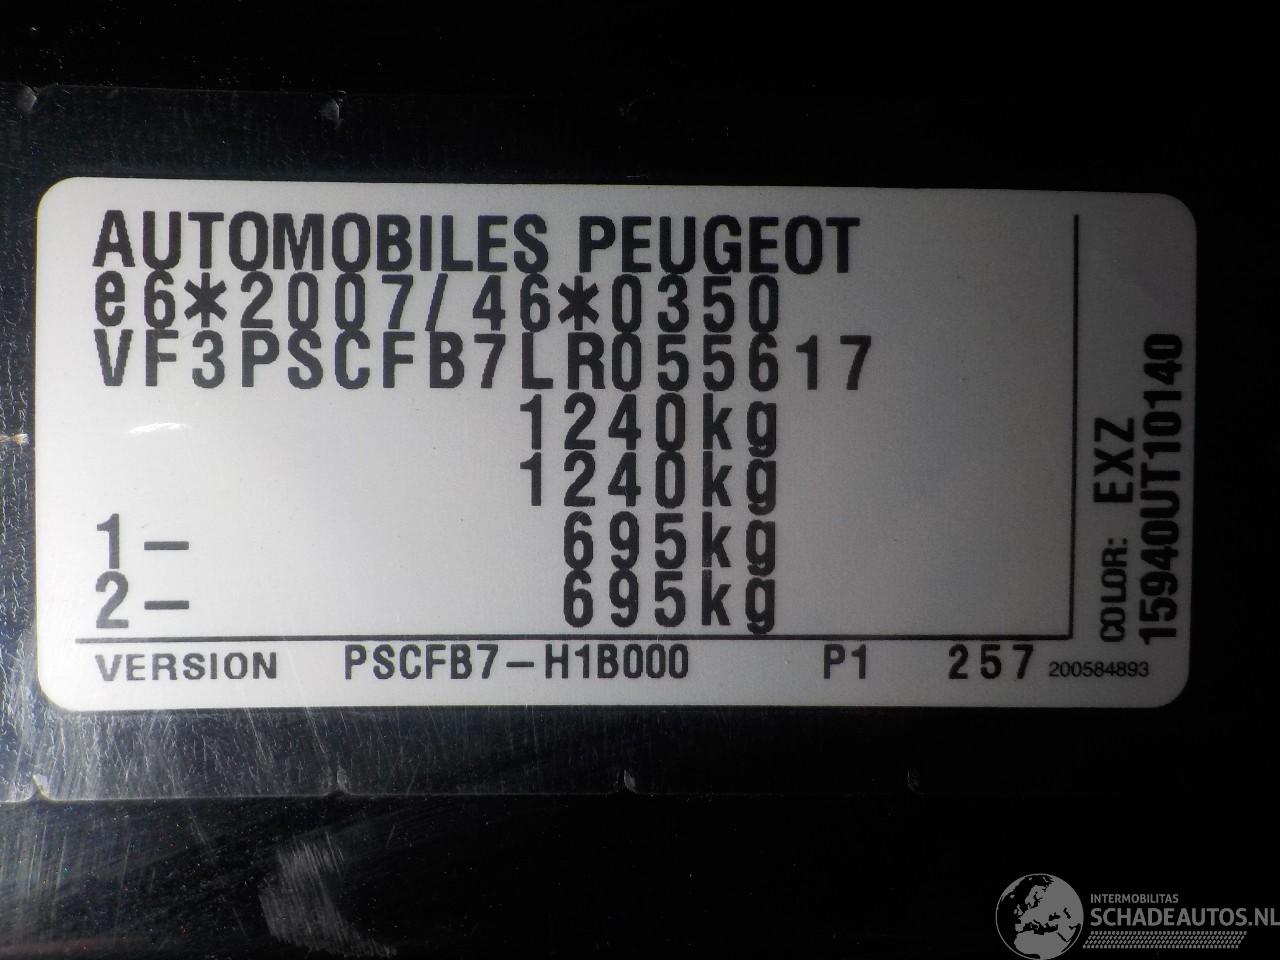 AUTOMOBILES PEUGEOT
e6*2007/46*0350
VF3PSCFB7LR055617
1240kg
1240kg
1- 695kg
2- 695kg
VERSION PSCFB7-H1B000 P1 257 200584893
COLOR: EXZ
15940UT10140
INTERMOBILITAS
SCHADEAUTOS.NL